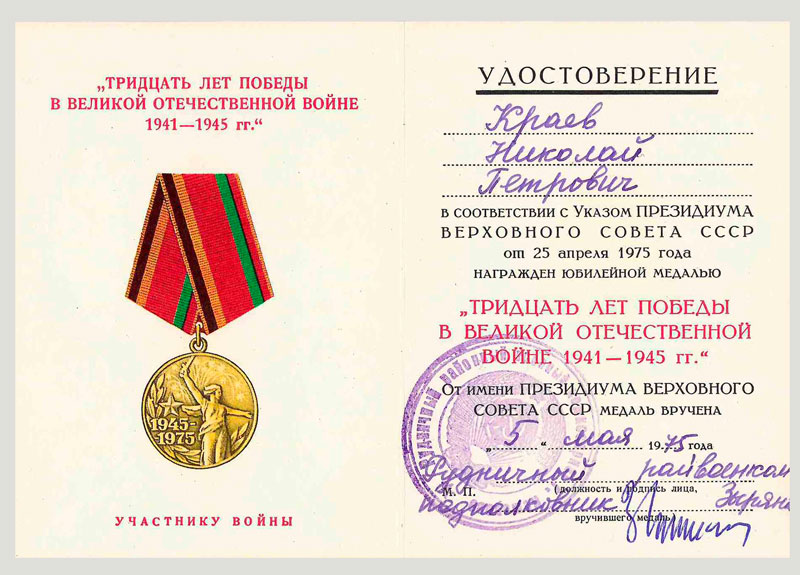 „ТРИДЦАТЬ ЛЕТ ПОБЕДЫ
В ВЕЛИКОЙ ОТЕЧЕСТВЕННОЙ ВОЙНЕ
1941—1945 гг.“
1945-
1975
УЧАСТНИКУ ВОЙНЫ
УДОСТОВЕРЕНИЕ
Краев
Николай
Петрович
в соответствии с Указом ПРЕЗИДИУМА
ВЕРХОВНОГО СОВЕТА СССР
от 25 апреля 1975 года
НАГРАЖДЕН ЮБИЛЕЙНОЙ МЕДАЛЬЮ
„ТРИДЦАТЬ ЛЕТ ПОБЕДЫ
В ВЕЛИКОЙ ОТЕЧЕСТВЕННОЙ
ВОЙНЕ 1941—1945 гг.“
От имени ПРЕЗИДИУМА ВЕРХОВНОГО
СОВЕТА СССР МЕДАЛЬ ВРУЧЕНА
„5“ мая 1975 года
Рудничный райвоенком
М. П. (должность и подпись лица,
подполковник
вручившего медаль)